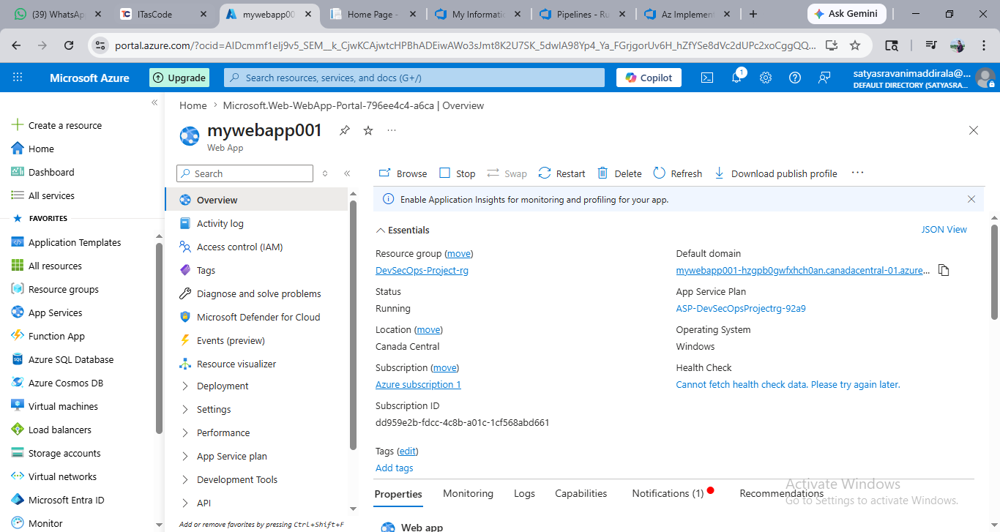 (39) WhatsAp
ITasCode
mywebapp00
Home Page -
My Informatic
Pipelines - Ru
Az Implemen
Ask Gemini
portal.azure.com/?ocid=AIDcmmf1elj9v5_SEM__k_CjwKCAjwtcHPBhADEiwAWo3sJmt8K2U7SK_5dwlA98Yp4_Ya_FGrjgorUv6H_hZfYSe8dVc2dUPc2xoCggQQ...
Microsoft Azure
Upgrade
Search resources, services, and docs (G+/)
Copilot
1
satyasravanimaddirala@...
DEFAULT DIRECTORY (SATYASRA...
Create a resource
Home
Dashboard
All services
FAVORITES
Application Templates
All resources
Resource groups
App Services
Function App
Azure SQL Database
Azure Cosmos DB
Virtual machines
Load balancers
Storage accounts
Virtual networks
Microsoft Entra ID
Monitor
Home > Microsoft.Web-WebApp-Portal-796ee4c4-a6ca | Overview
mywebapp001
Web App
Search
Overview
Activity log
Access control (IAM)
Tags
Diagnose and solve problems
Microsoft Defender for Cloud
Events (preview)
Resource visualizer
Deployment
Settings
Performance
App Service plan
Development Tools
API
Add or remove favorites by pressing Ctrl+Shift+F
Browse Stop Swap Restart Delete Refresh Download publish profile ...
Enable Application Insights for monitoring and profiling for your app.
Essentials
JSON View
Resource group (move)
DevSecOps-Project-rg
Status
Running
Location (move)
Canada Central
Subscription (move)
Azure subscription 1
Subscription ID
dd959e2b-fdcc-4c8b-a01c-1cf568abd661
Default domain
mywebapp001-hzgpb0gwfxhch0an.canadacentral-01.azure...
App Service Plan
ASP-DevSecOpsProjectrg-92a9
Operating System
Windows
Health Check
Cannot fetch health check data. Please try again later.
Tags (edit)
Add tags
Properties Monitoring Logs Capabilities Notifications (1) Recommendations
Web app
Activate Windows
Go to Settings to activate Windows.